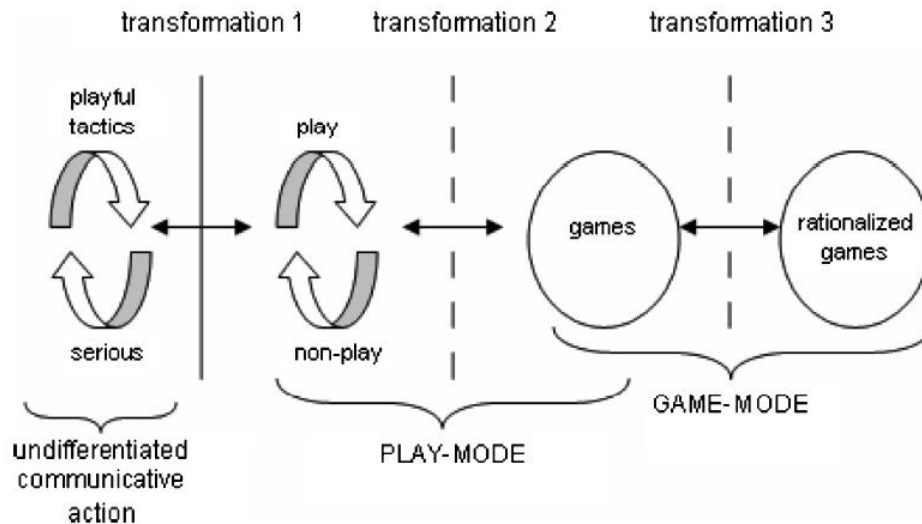 transformation 1 transformation 2 transformation 3
playful
tactics
play
games
rationalized
games
serious
non-play
GAME-MODE
undifferentiated
communicative
action
PLAY-MODE